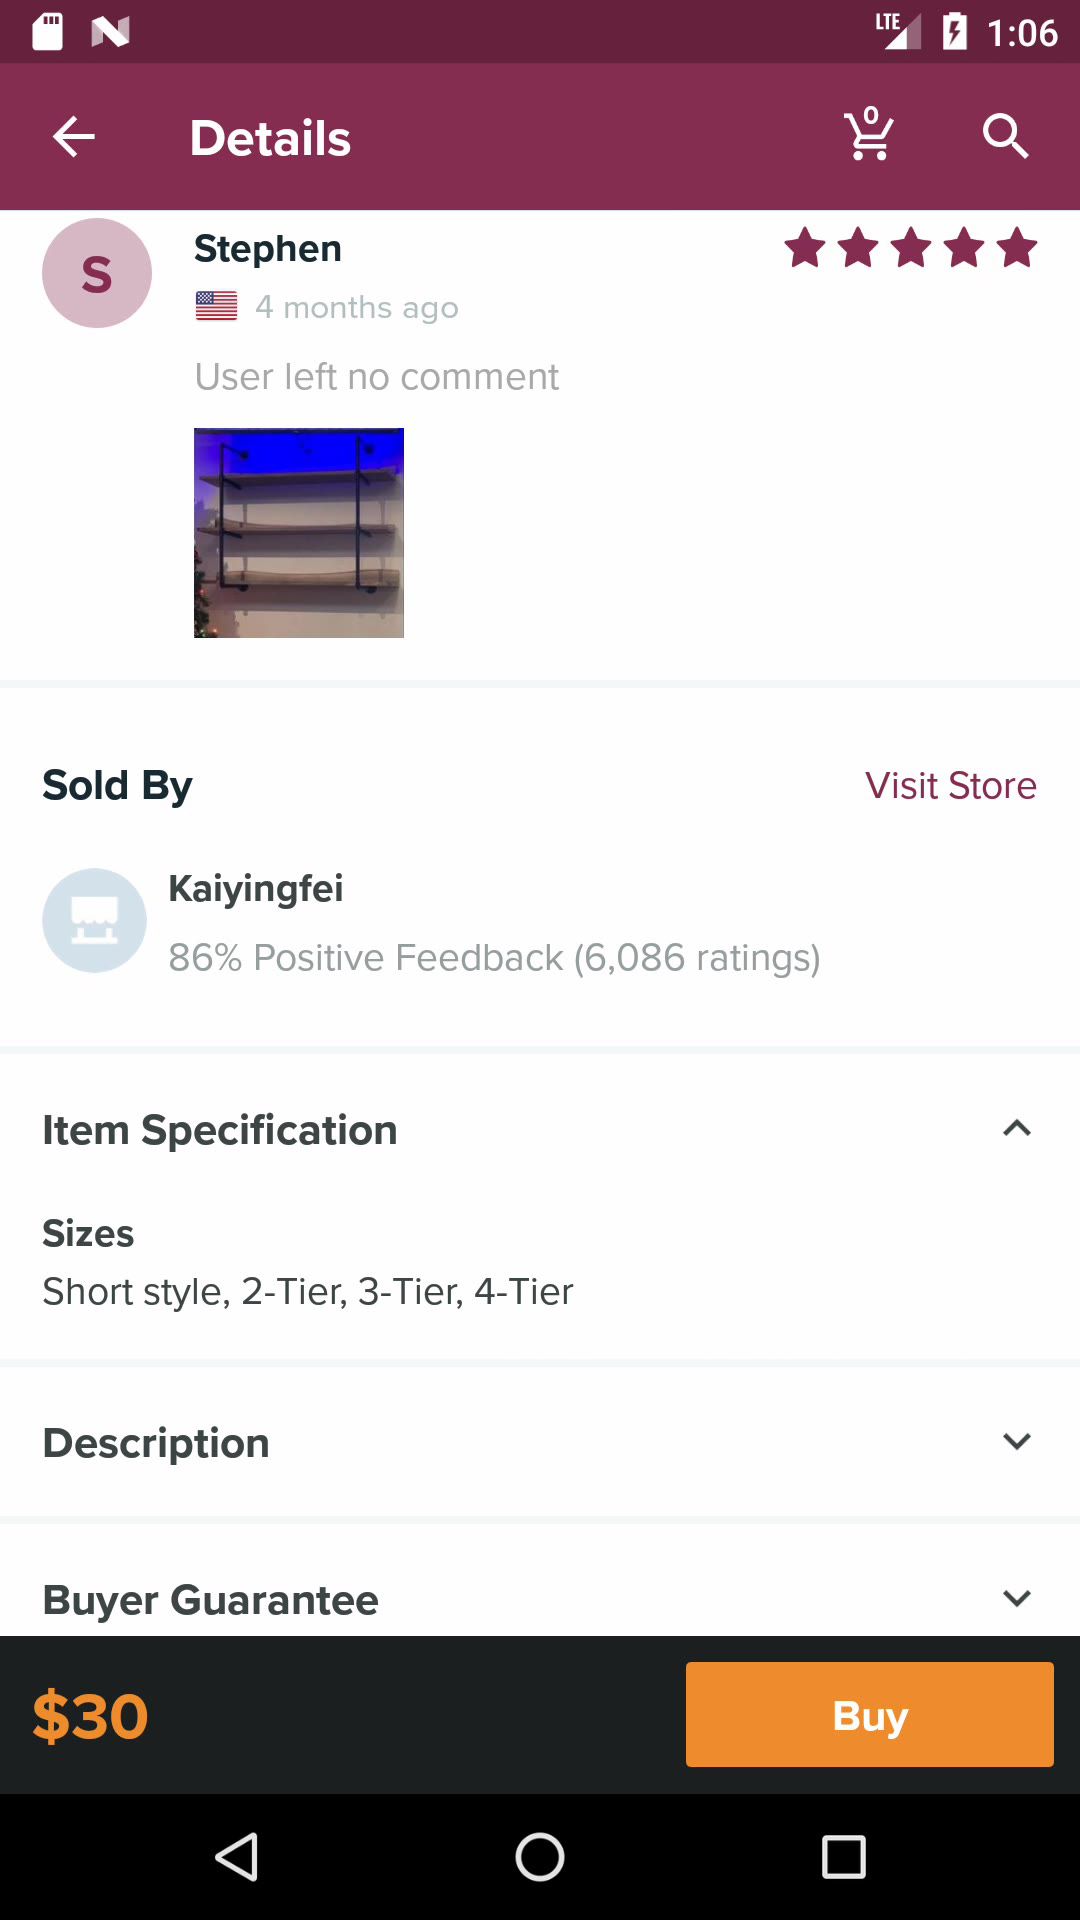 LTE 1:06
Details 0
S Stephen
4 months ago
User left no comment
Sold By Visit Store
Kaiyingfei
86% Positive Feedback (6,086 ratings)
Item Specification
Sizes
Short style, 2-Tier, 3-Tier, 4-Tier
Description
Buyer Guarantee
$30 Buy